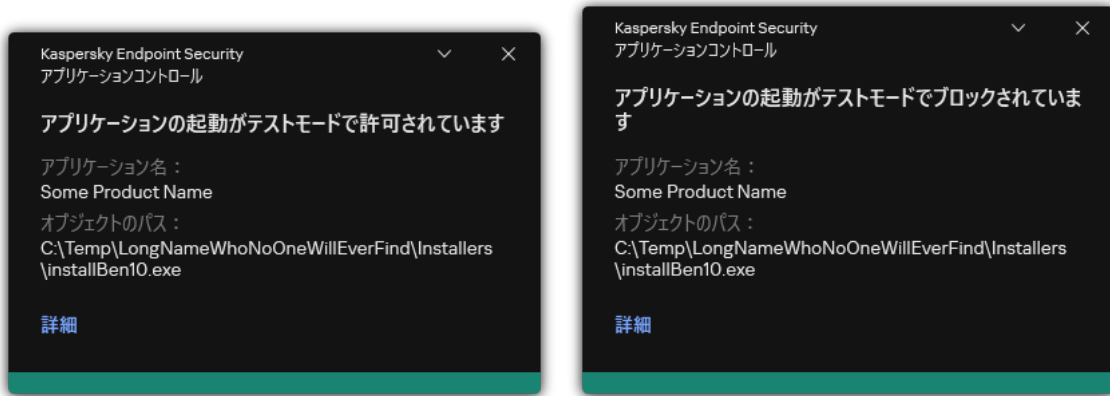 Kaspersky Endpoint Security
アプリケーションコントロール
アプリケーションの起動がテストモードで許可されています
アプリケーション名：
Some Product Name
オブジェクトのパス：
C:\Temp\LongNameWhoNoOneWillEverFind\Installers
\installBen10.exe
詳細
Kaspersky Endpoint Security
アプリケーションコントロール
アプリケーションの起動がテストモードでブロックされていま
す
アプリケーション名：
Some Product Name
オブジェクトのパス：
C:\Temp\LongNameWhoNoOneWillEverFind\Installers
\installBen10.exe
詳細